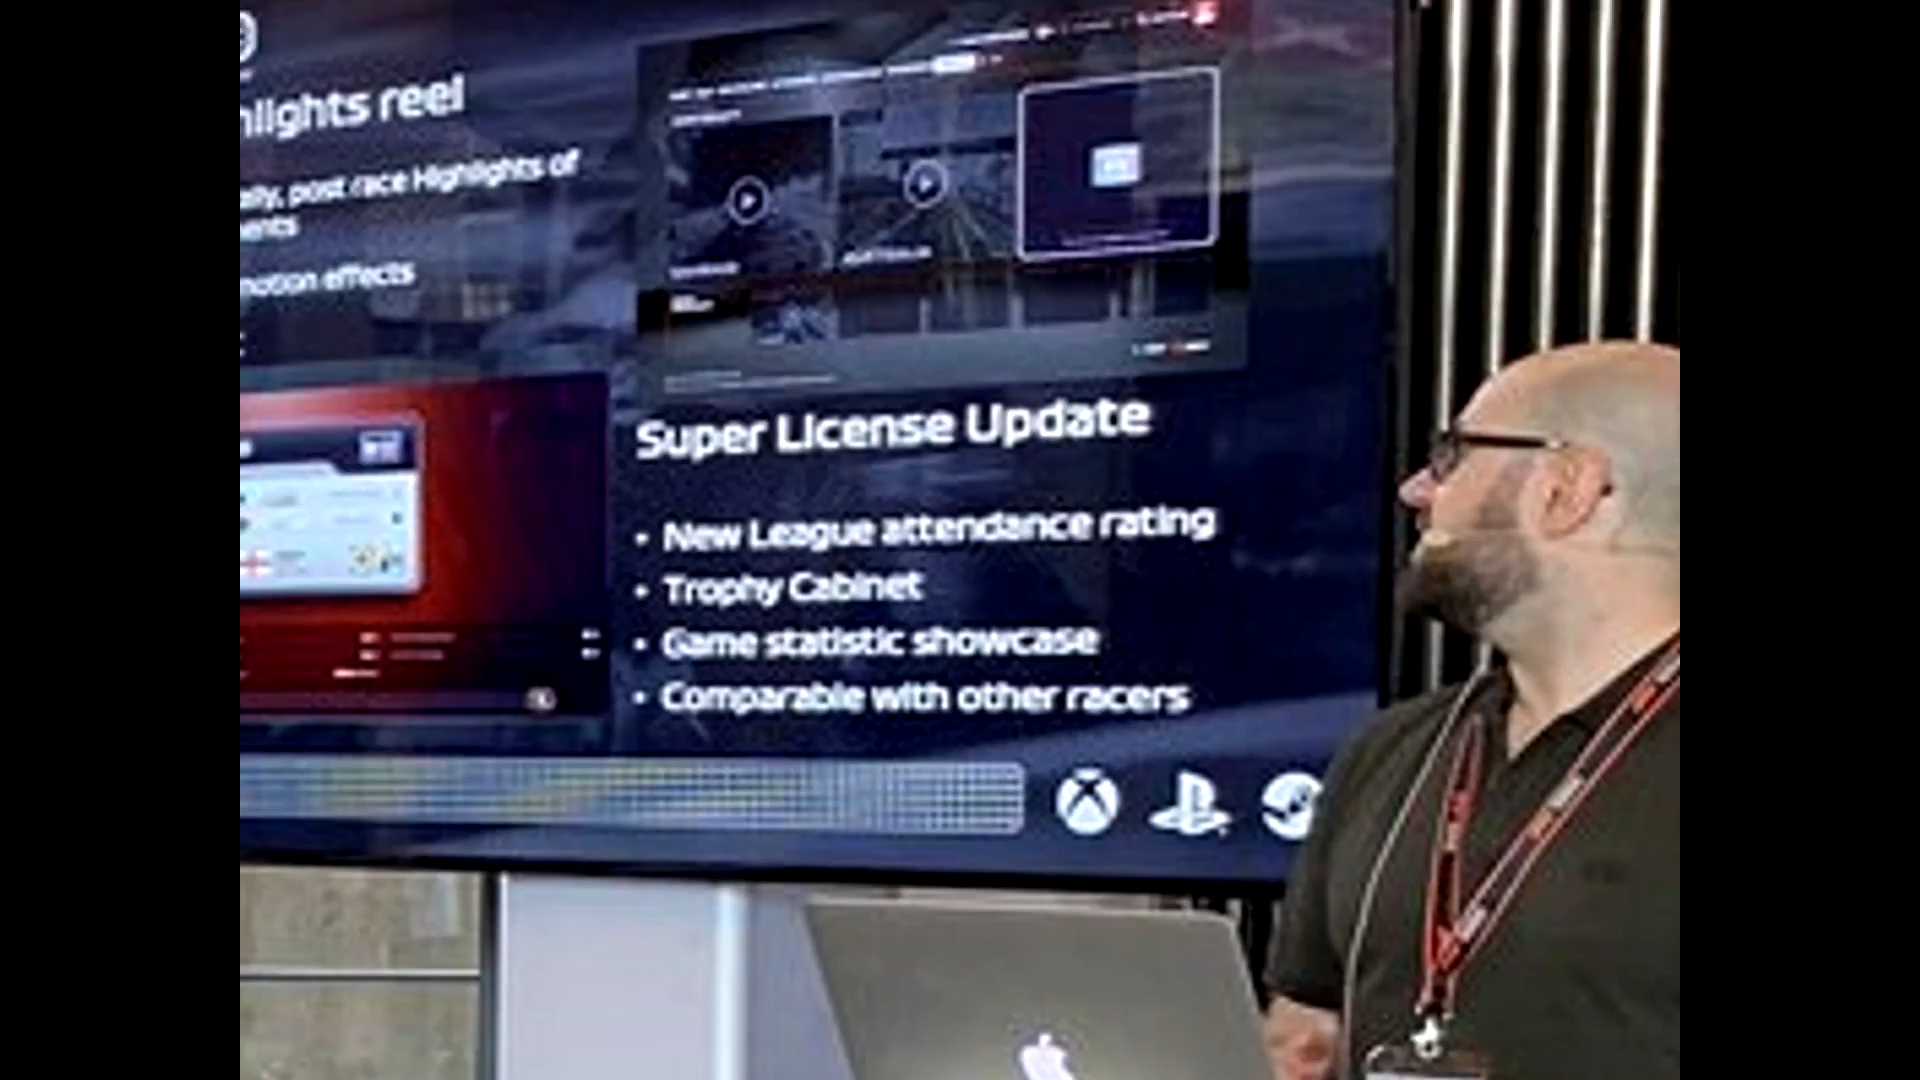 hlights reel
ally, post race Highlights of
ents
motion effects
AUSTRALIA
Super License Update
• New League attendance rating
• Trophy Cabinet
• Game statistic showcase
• Comparable with other racers